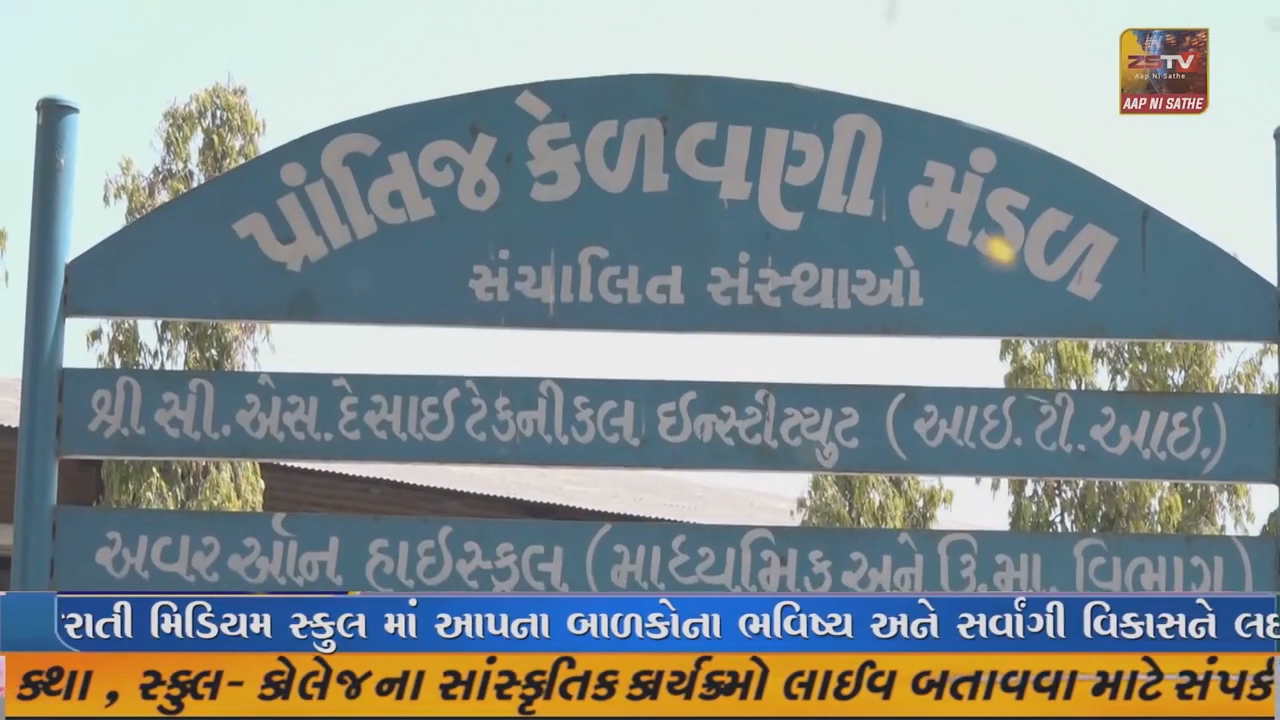 ZSTV
Aap Ni Sathe
AAP NI SATHE
પ્રાંતિજ કેળવણી મંડળ
સંચાલિત સંસ્થાઓ
શ્રી સી. એસ. દેસાઇ ટેકનીકલ ઇન્સ્ટીટ્યુટ (આઇ. ટી. આઇ.)
અવર ઑન હાઇસ્કુલ (માધ્યમિક અને ઉ. મા. વિભાગ)
રાતી મિડિયમ સ્કુલ માં આપના બાળકોના ભવિષ્ય અને સર્વાંગી વિકાસને
કથા , સ્કુલ- કોલેજના સાંસ્કૃતિક કાર્યક્રમો લાઈવ બતાવવા માટે સંપર્ક